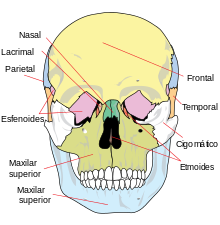 Nasal
Lacrimal
Parietal
Frontal
Temporal
Esfenoides
Cigomático
Maxilar
superior
Etmoides
Maxilar
superior